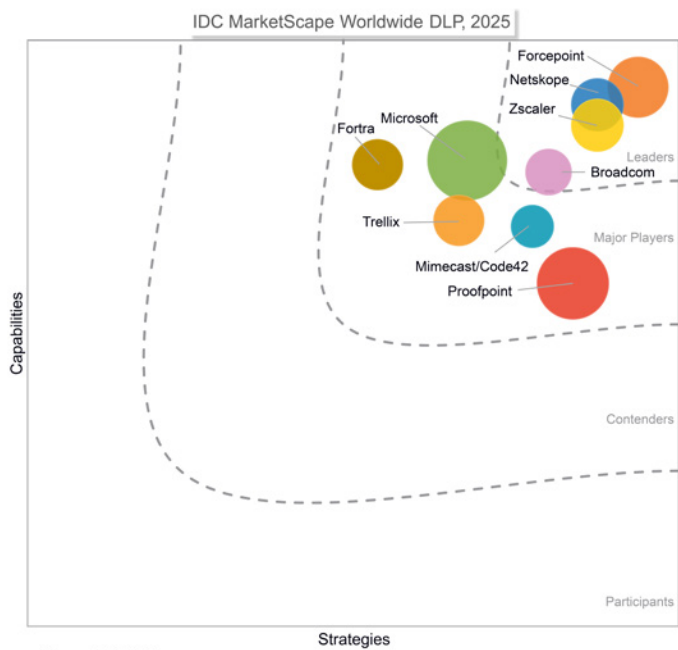 IDC MarketScape Worldwide DLP, 2025
Forcepoint
Netskope
Zscaler
Microsoft
Fortra
Leaders
Broadcom
Trellix
Major Players
Mimecast/Code42
Proofpoint
Capabilities
Contenders
Participants
Strategies